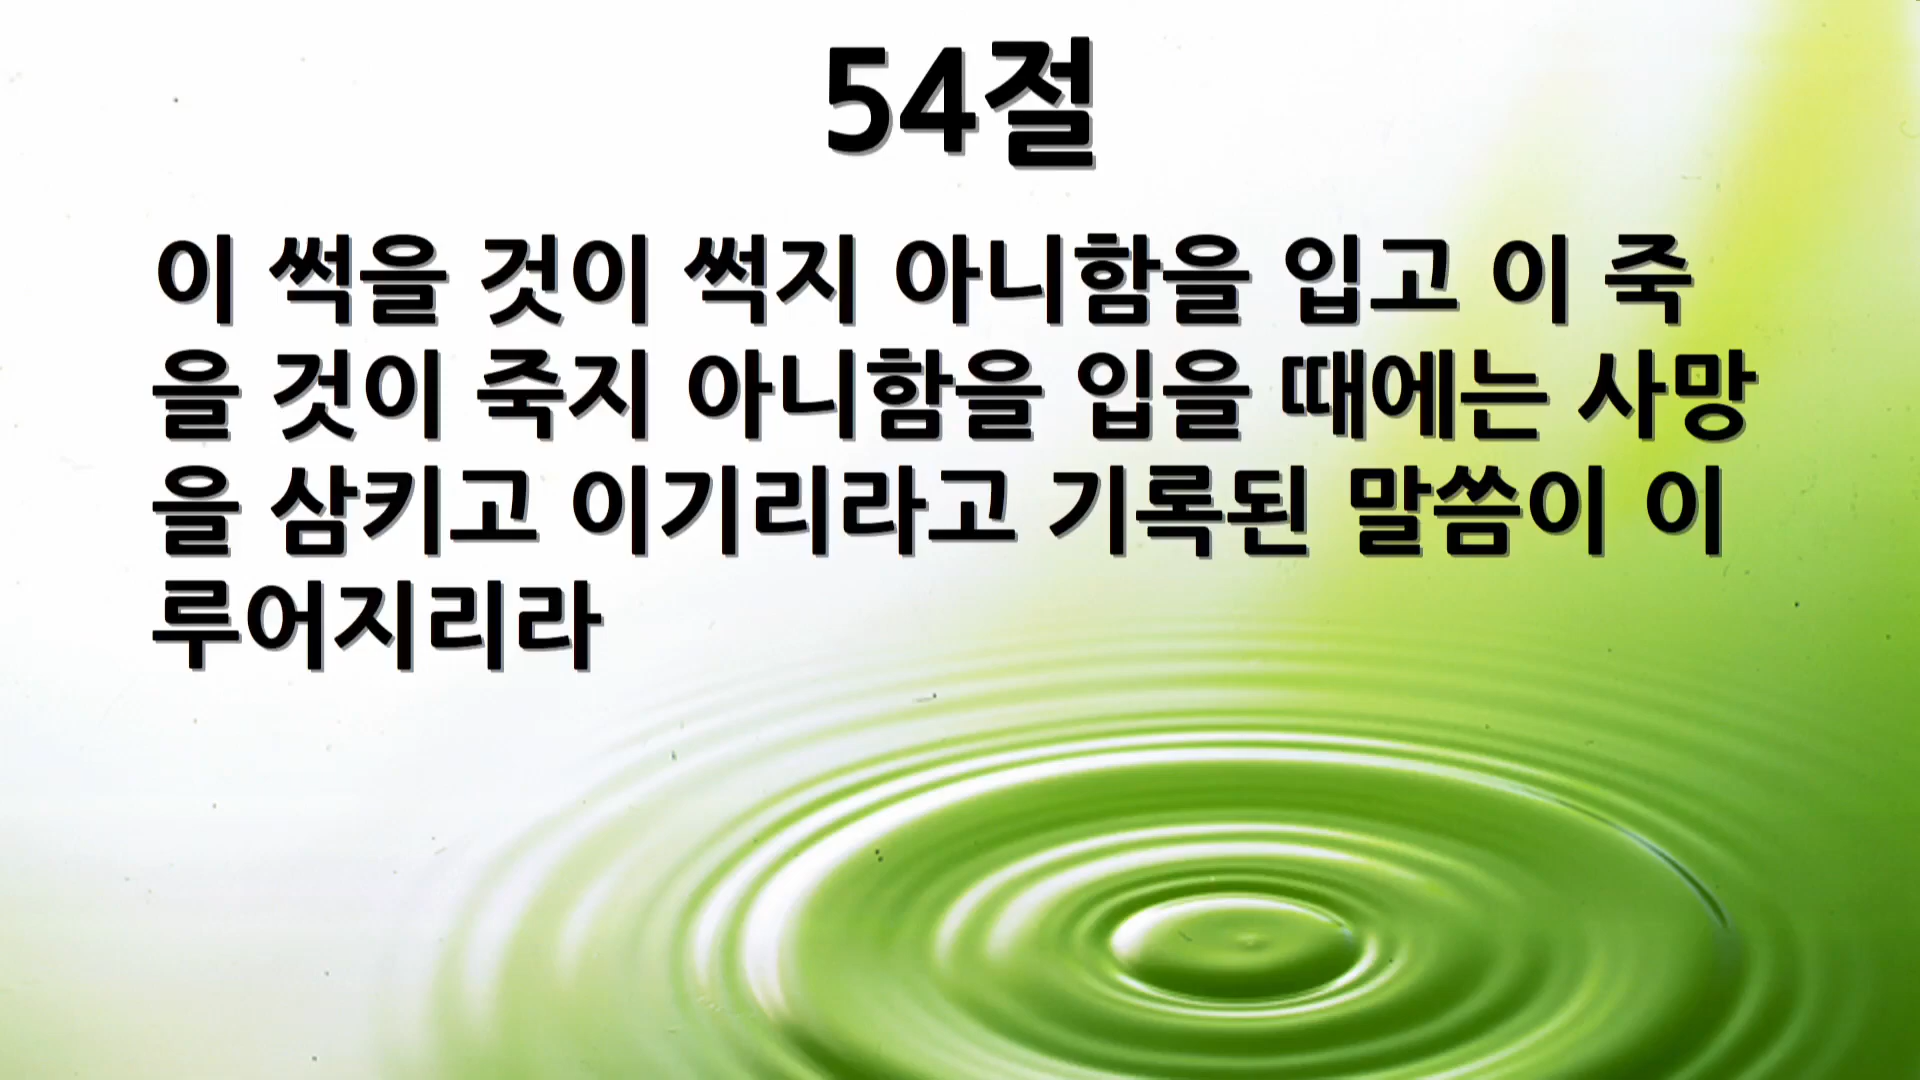 54절
이 썩을 것이 썩지 아니함을 입고 이 죽
을 것이 죽지 아니함을 입을 때에는 사망
을 삼키고 이기리라고 기록된 말씀이 이
루어지리라